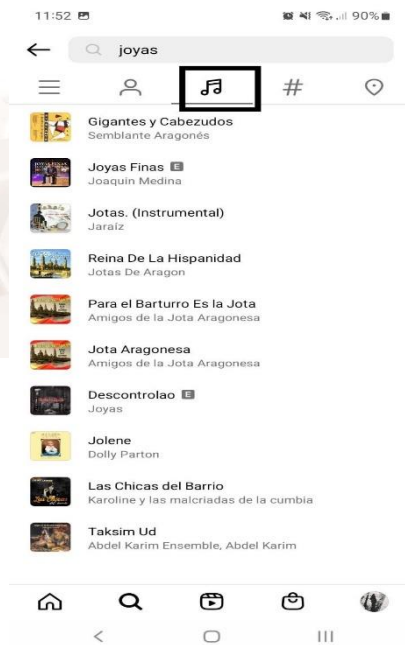 11:52
90%
joyas
#
Gigantes y Cabezudos
Semblante Aragonés
Joyas Finas E
Joaquin Medina
Jotas. (Instrumental)
Jaraíz
Reina De La Hispanidad
Jotas De Aragon
Para el Barturro Es la Jota
Amigos de la Jota Aragonesa
Jota Aragonesa
Amigos de la Jota Aragonesa
Descontrolao E
Joyas
Jolene
Dolly Parton
Las Chicas del Barrio
Karoline y las malcriadas de la cumbia
Taksim Ud
Abdel Karim Ensemble, Abdel Karim